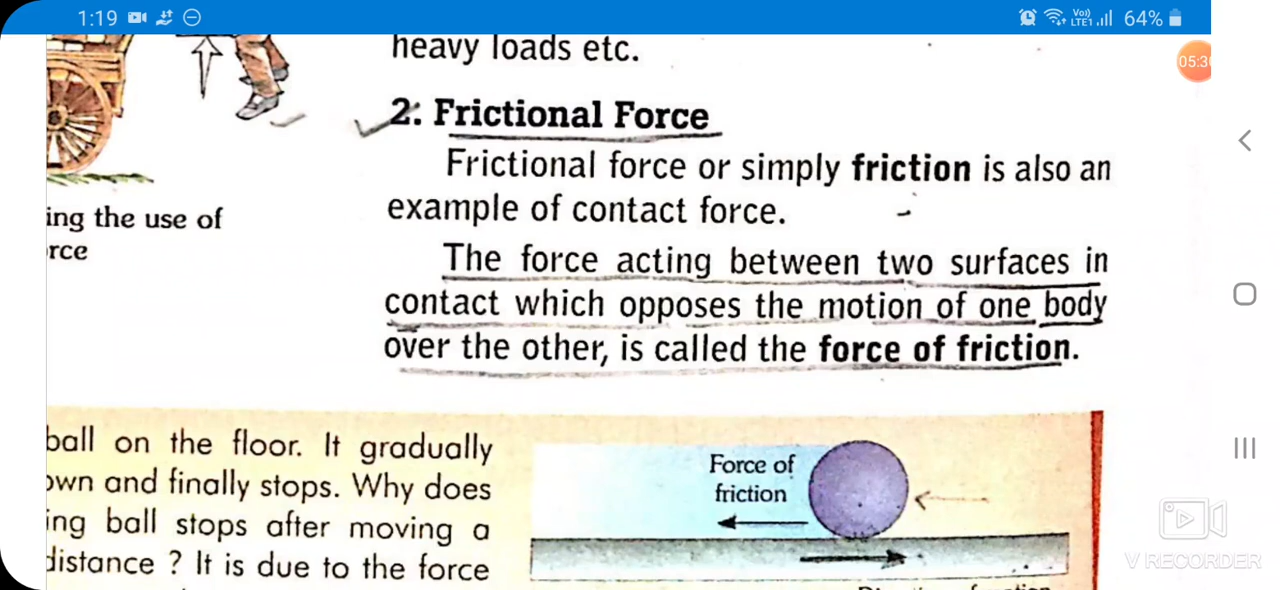 1:19
Vo)) LTE1 64%
heavy loads etc.
05:3
2: Frictional Force
Frictional force or simply friction is also an
example of contact force.
ing the use of
rce
The force acting between two surfaces in
contact which opposes the motion of one body
over the other, is called the force of friction.
ball on the floor. It gradually
own and finally stops. Why does
ing ball stops after moving a
distance ? It is due to the force
Force of
friction
V RECORDER